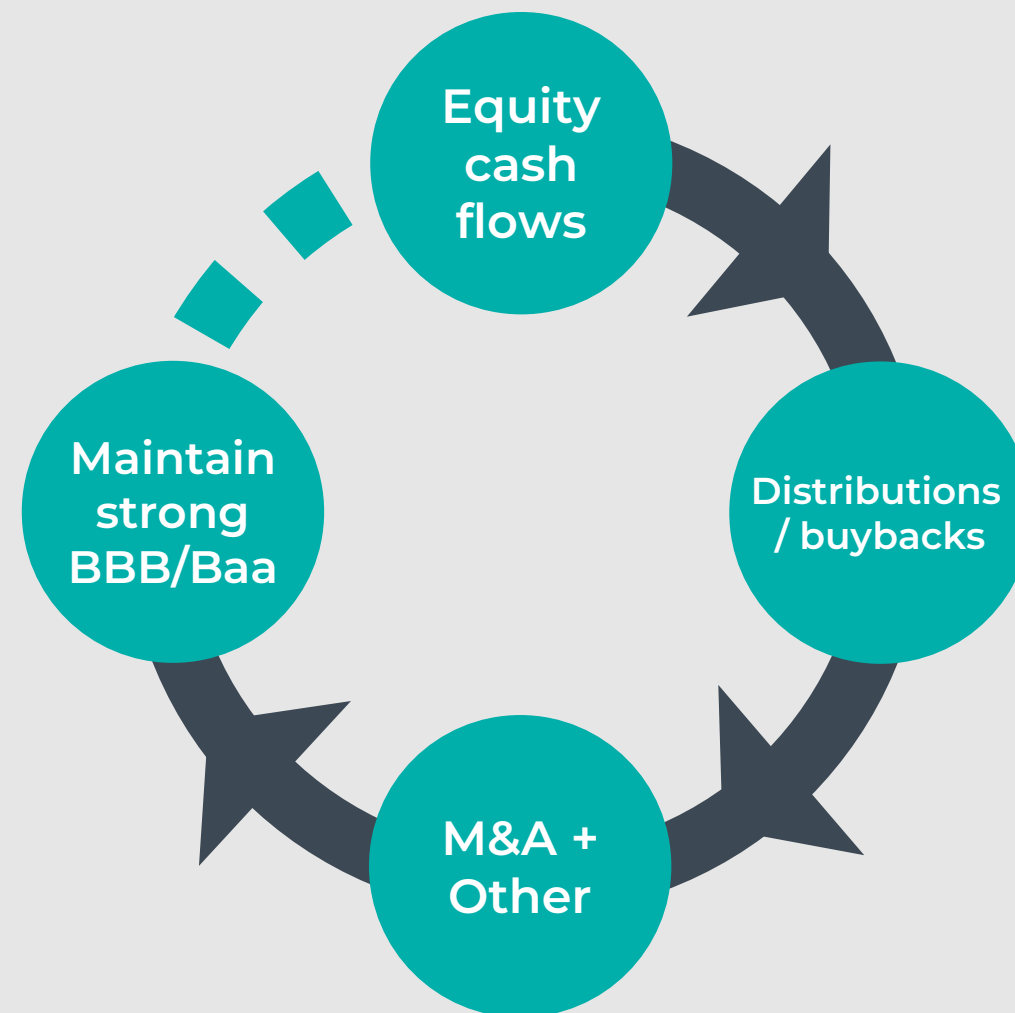 Equity
cash
flows
Distributions
/ buybacks
M&A +
Other
Maintain
strong
BBB/Baa